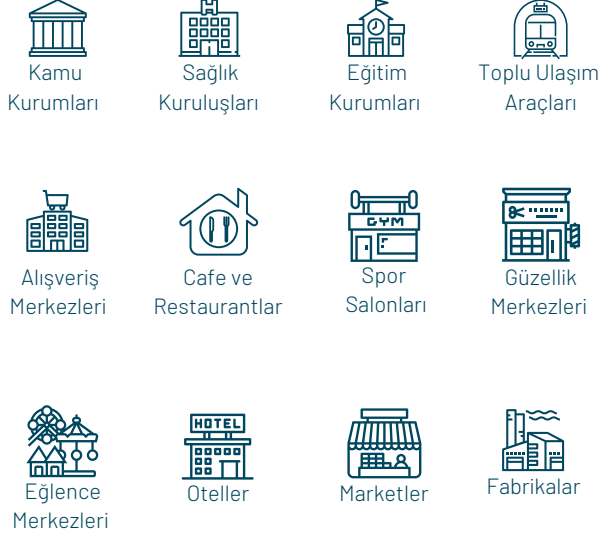 Kamu
Kurumları
Sağlık
Kuruluşları
Eğitim
Kurumları
Toplu Ulaşım
Araçları
Alışveriş
Merkezleri
Cafe ve
Restaurantlar
GYM
Spor
Salonları
Güzellik
Merkezleri
Eğlence
Merkezleri
HOTEL
Oteller
Marketler
Fabrikalar